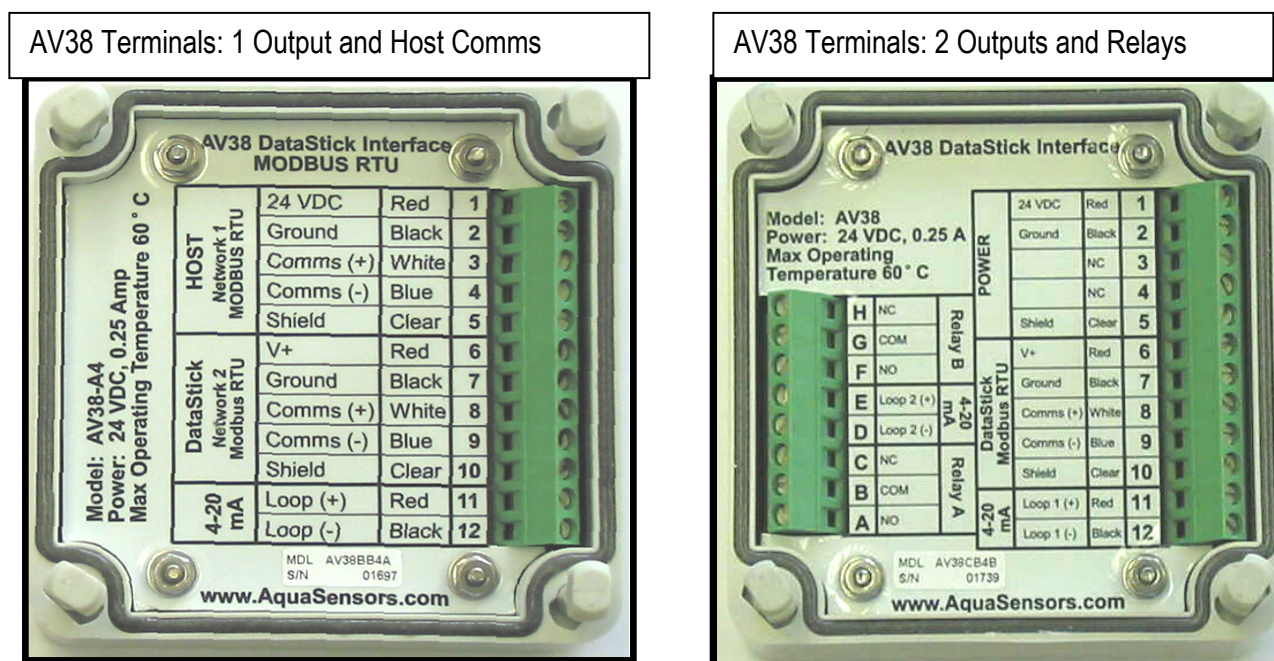 AV38 Terminals: 1 Output and Host Comms
AV38 DataStick Interface
MODBUS RTU
Model: AV38-A4
Power: 24 VDC, 0.25 Amp
Max Operating Temperature 60° C
HOST
Network 1
MODBUS RTU
24 VDC Red 1
Ground Black 2
Comms (+) White 3
Comms (-) Blue 4
Shield Clear 5
DataStick
Network 2
Modbus RTU
V+ Red 6
Ground Black 7
Comms (+) White 8
Comms (-) Blue 9
Shield Clear 10
4-20
mA
Loop (+) Red 11
Loop (-) Black 12
MDL AV38BB4A
S/N 01697
www.AquaSensors.com
AV38 Terminals: 2 Outputs and Relays
AV38 DataStick Interface
Model: AV38
Power: 24 VDC, 0.25 A
Max Operating
Temperature 60° C
H NC
G COM
F NO
Relay B
E Loop 2 (+)
D Loop 2 (-)
4-20
mA
C NC
B COM
A NO
Relay A
POWER
24 VDC Red 1
Ground Black 2
NC 3
NC 4
Shield Clear 5
DataStick
Modbus RTU
V+ Red 6
Ground Black 7
Comms (+) White 8
Comms (-) Blue 9
Shield Clear 10
4-20
mA
Loop 1 (+) Red 11
Loop 1 (-) Black 12
MDL AV38CB4B
S/N 01739
www.AquaSensors.com